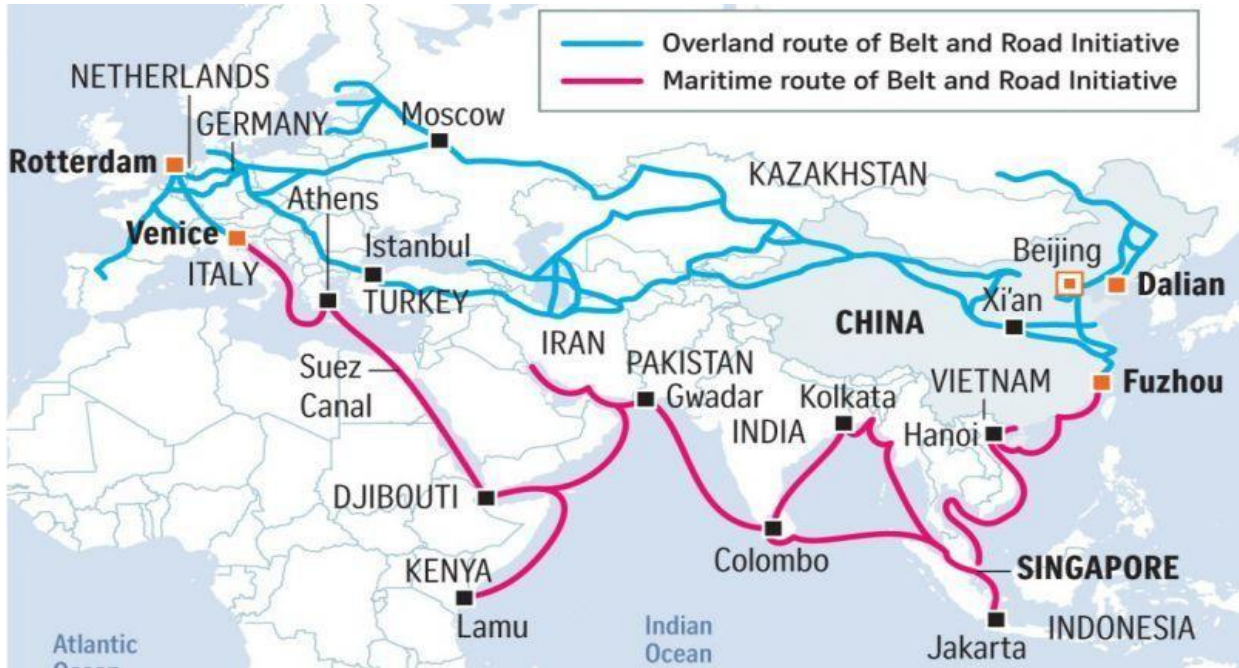 Overland route of Belt and Road Initiative
Maritime route of Belt and Road Initiative
NETHERLANDS
GERMANY
Moscow
Rotterdam
KAZAKHSTAN
Athens
Venice
Istanbul
Beijing
ITALY
TURKEY
Xi'an
Dalian
CHINA
IRAN
Suez
Canal
PAKISTAN
Gwadar
Kolkata
VIETNAM
Fuzhou
INDIA
Hanoi
DJIBOUTI
Colombo
SINGAPORE
KENYA
Lamu
Jakarta
INDONESIA
Atlantic
Ocean
Indian
Ocean